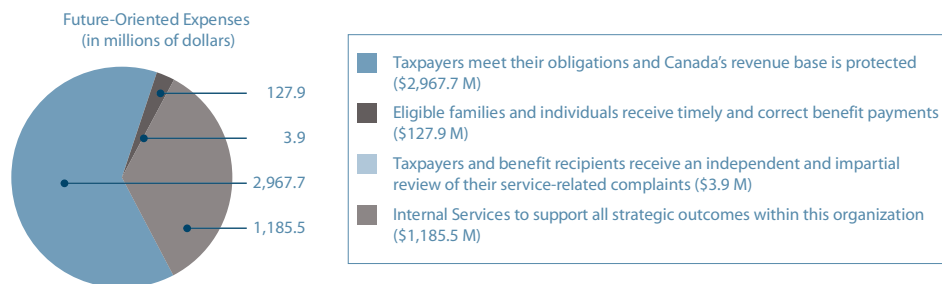 Future-Oriented Expenses
(in millions of dollars)
127.9
3.9
2,967.7
1,185.5
Taxpayers meet their obligations and Canada’s revenue base is protected
($2,967.7 M)
Eligible families and individuals receive timely and correct benefit payments
($127.9 M)
Taxpayers and benefit recipients receive an independent and impartial
review of their service-related complaints ($3.9 M)
Internal Services to support all strategic outcomes within this organization
($1,185.5 M)